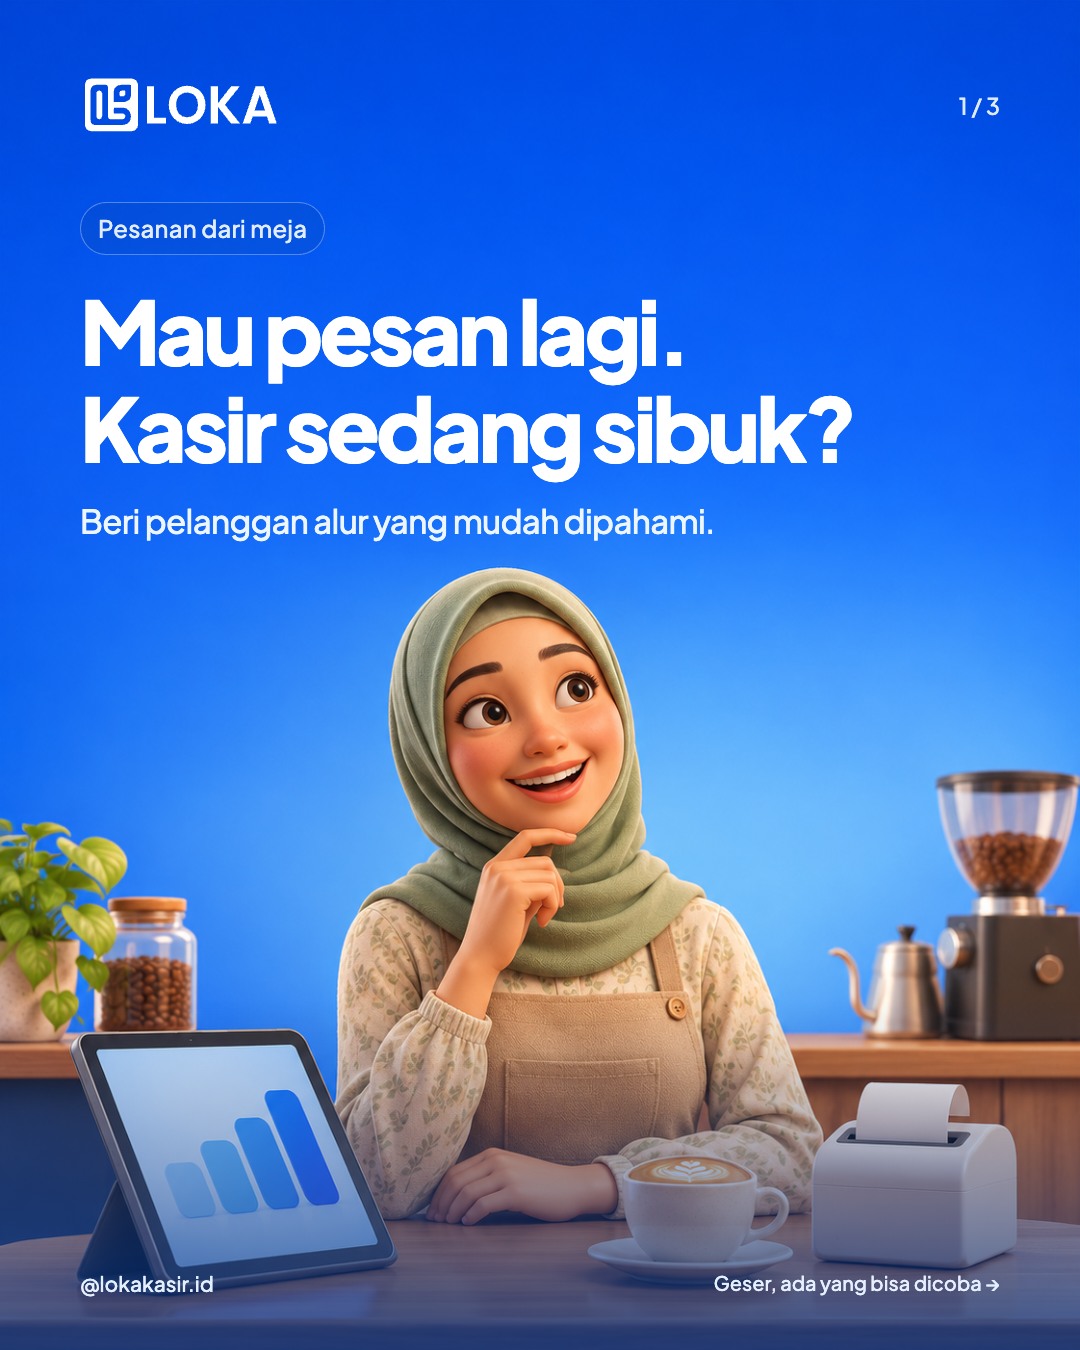 LOKA
1/3
Pesanan dari meja
Mau pesan lagi.
Kasir sedang sibuk?
Beri pelanggan alur yang mudah dipahami.
@lokakasir.id
Geser, ada yang bisa dicoba →